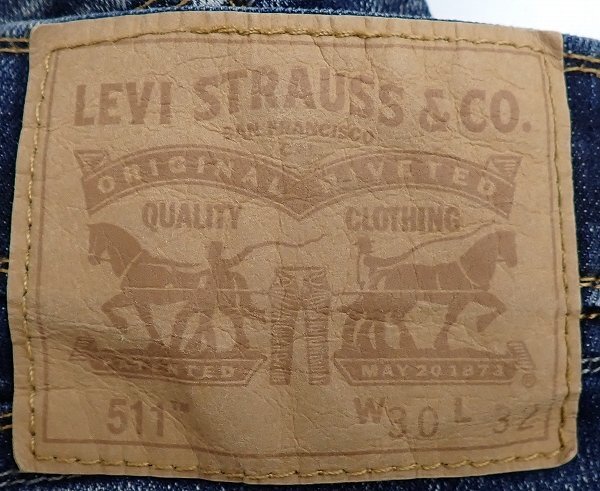 LEVI STRAUSS & CO.
SAN FRANCISCO
ORIGINAL RIVETED
QUALITY CLOTHING
PATENTED MAY 20 1873 ®
511™ W 30 L 32